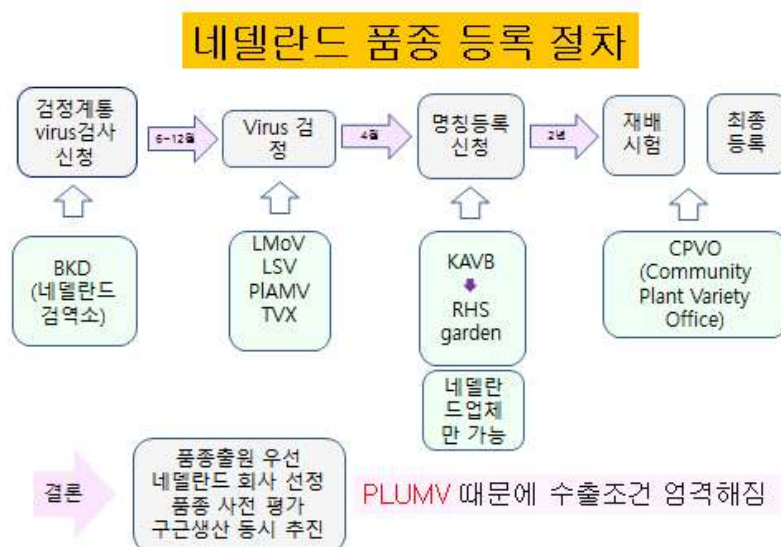 네델란드 품종 등록 절차
검정계통
virus검사
신청
6-12월
Virus 검
정
4월
명칭등록
신청
2년
재배
시험
최종
등록
BKD
(네델란드
검역소)
LMoV
LSV
PlAMV
TVX
KAVB
RHS
garden
네델란
드업체
만 가능
CPVO
(Community
Plant Variety
Office)
결론
품종출원 우선
네델란드 회사 선정
품종 사전 평가
구근생산 동시 추진
PLUMV 때문에 수출조건 엄격해짐